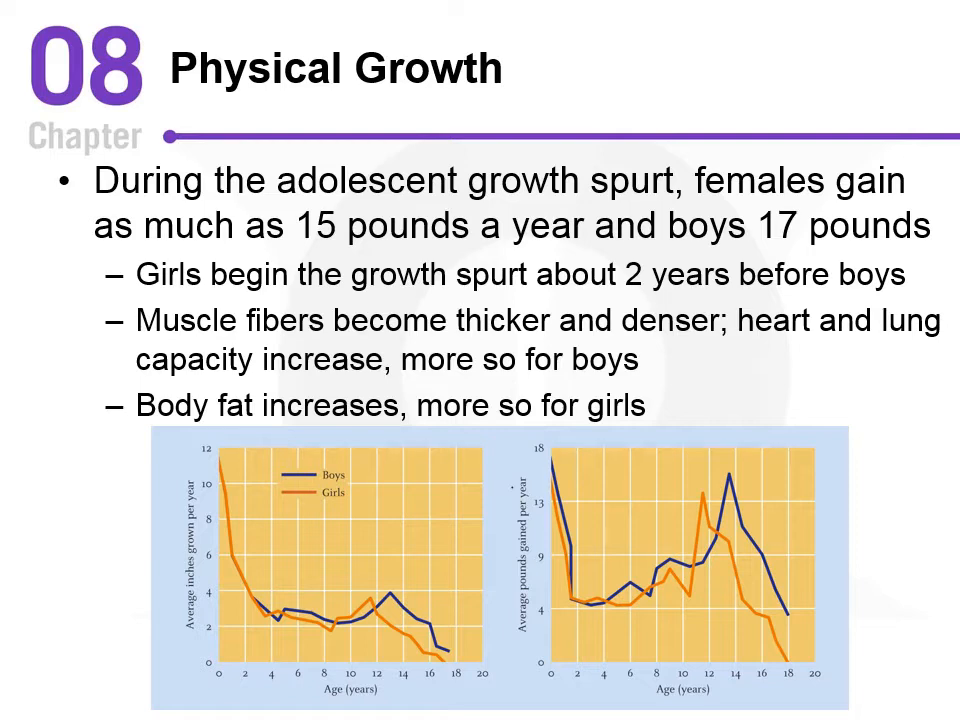 08
Chapter
Physical Growth
• During the adolescent growth spurt, females gain
as much as 15 pounds a year and boys 17 pounds
– Girls begin the growth spurt about 2 years before boys
– Muscle fibers become thicker and denser; heart and lung
capacity increase, more so for boys
– Body fat increases, more so for girls
Average inches grown per year
12
10
8
6
4
2
0
Boys
Girls
0 2 4 6 8 10 12 14 16 18 20
Age (years)
Average pounds gained per year
18
13
9
4
0
0 2 4 6 8 10 12 14 16 18 20
Age (years)